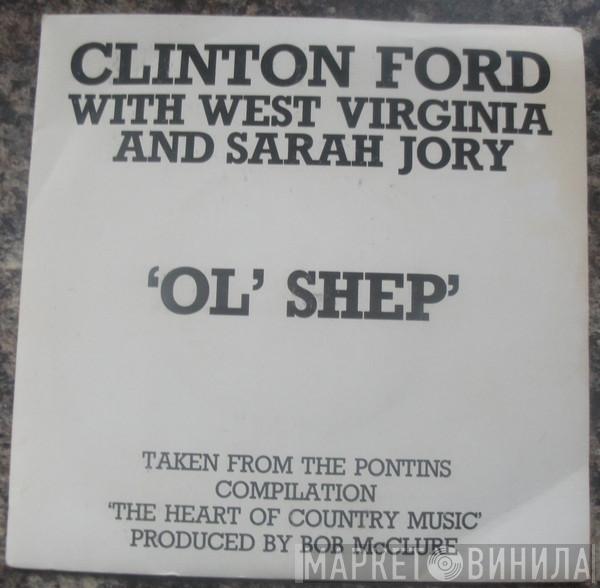 CLINTON FORD
WITH WEST VIRGINIA
AND SARAH JORY
'OL' SHEP'
TAKEN FROM THE PONTINS
COMPILATION
'THE HEART OF COUNTRY MUSIC'
PRODUCED BY BOB McCLURE
МАРКЕТ ВИНИЛА